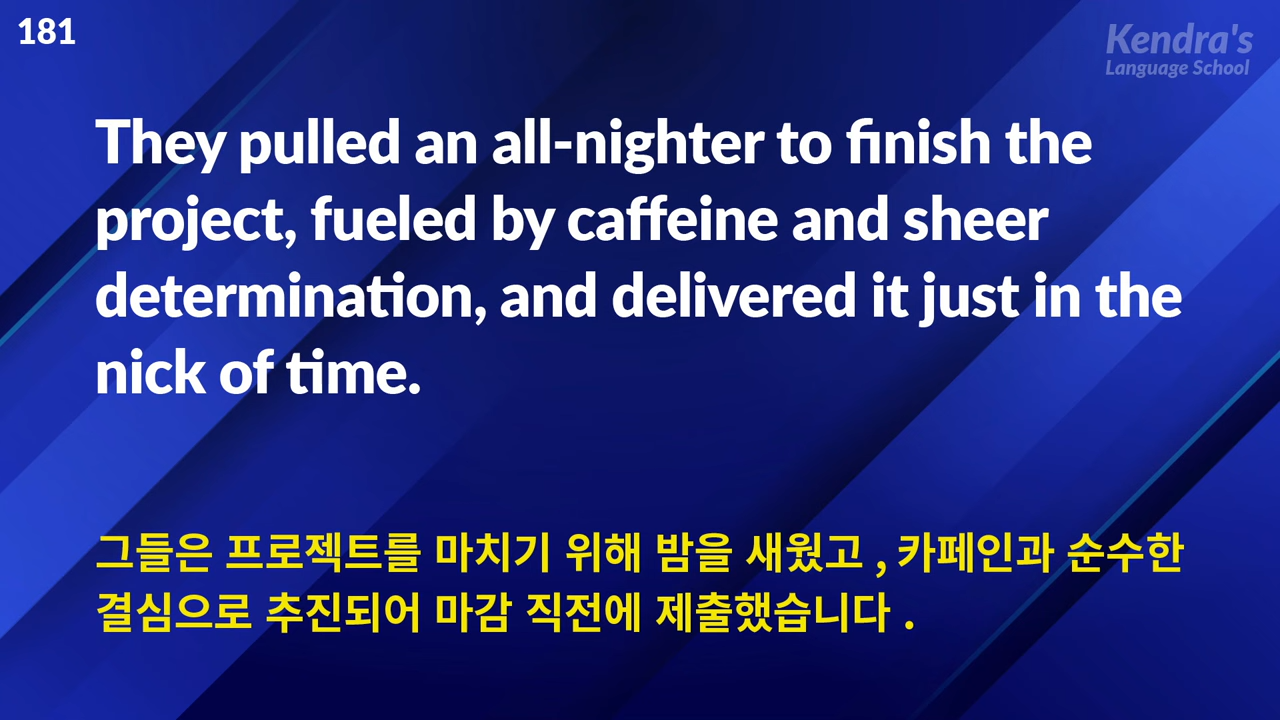 181
Kendra's
Language School
They pulled an all-nighter to finish the
project, fueled by caffeine and sheer
determination, and delivered it just in the
nick of time.
그들은 프로젝트를 마치기 위해 밤을 새웠고 , 카페인과 순수한
결심으로 추진되어 마감 직전에 제출했습니다 .